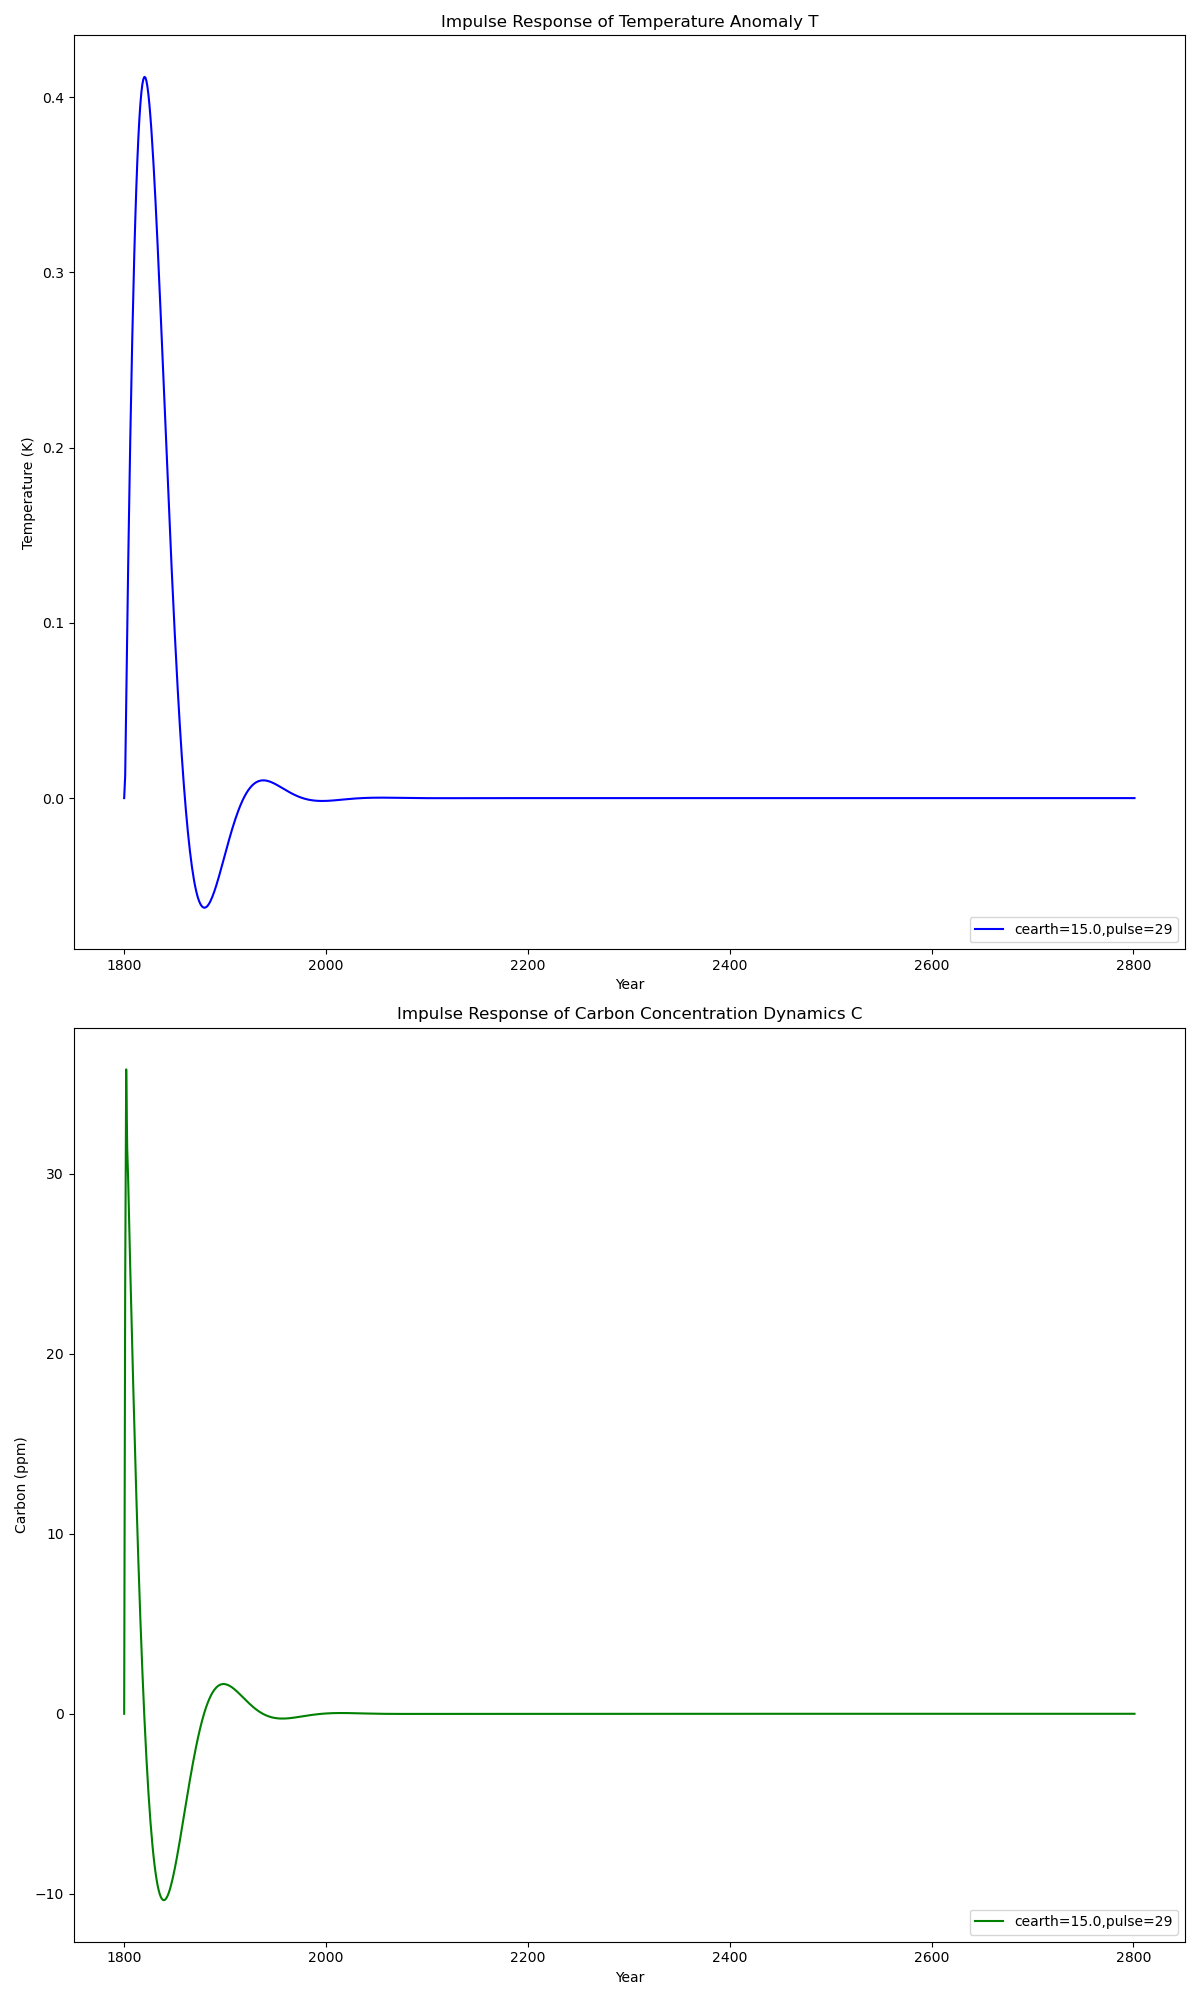 Impulse Response of Temperature Anomaly T
0.4
0.3
0.2
0.1
0.0
Temperature (K)
cearth=15.0,pulse=29
1800 2000 2200 2400 2600 2800
Year
Impulse Response of Carbon Concentration Dynamics C
30
20
10
0
−10
Carbon (ppm)
cearth=15.0,pulse=29
1800 2000 2200 2400 2600 2800
Year